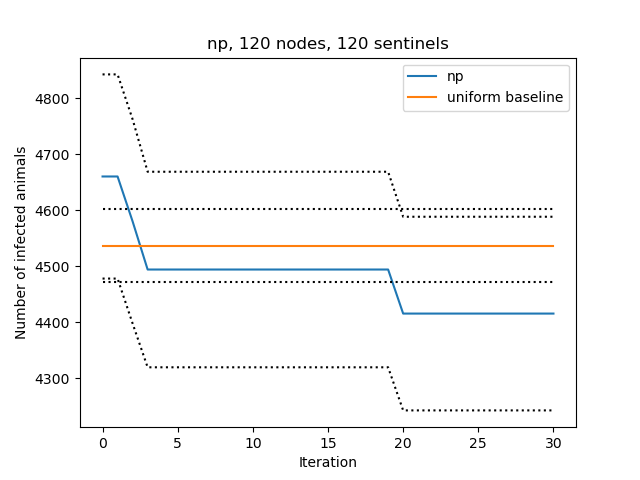 np, 120 nodes, 120 sentinels
np
uniform baseline
Number of infected animals
4800
4700
4600
4500
4400
4300
0 5 10 15 20 25 30
Iteration